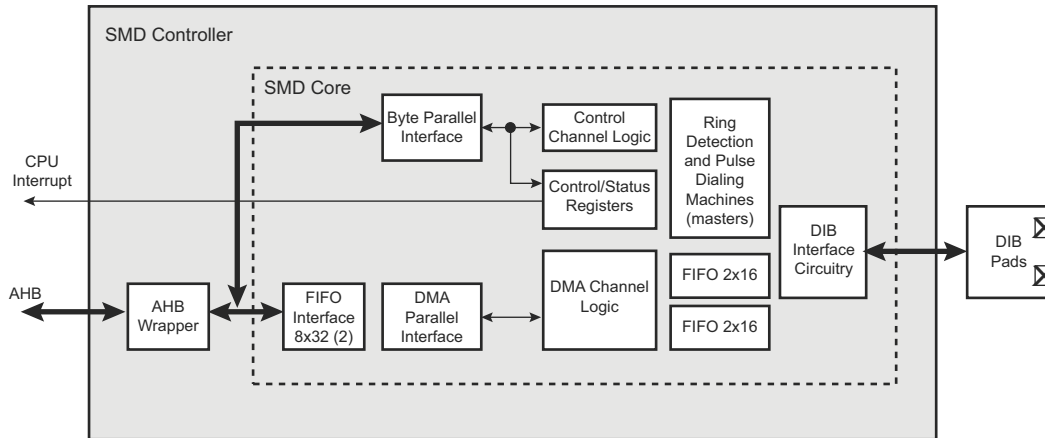 SMD Controller
SMD Core
Byte Parallel
Interface
Control
Channel Logic
Ring
Detection
and Pulse
Dialing
Machines
(masters)
CPU
Interrupt
Control/Status
Registers
DIB
Interface
Circuitry
DIB
Pads
AHB
AHB
Wrapper
FIFO
Interface
8x32 (2)
DMA
Parallel
Interface
DMA Channel
Logic
FIFO 2x16
FIFO 2x16